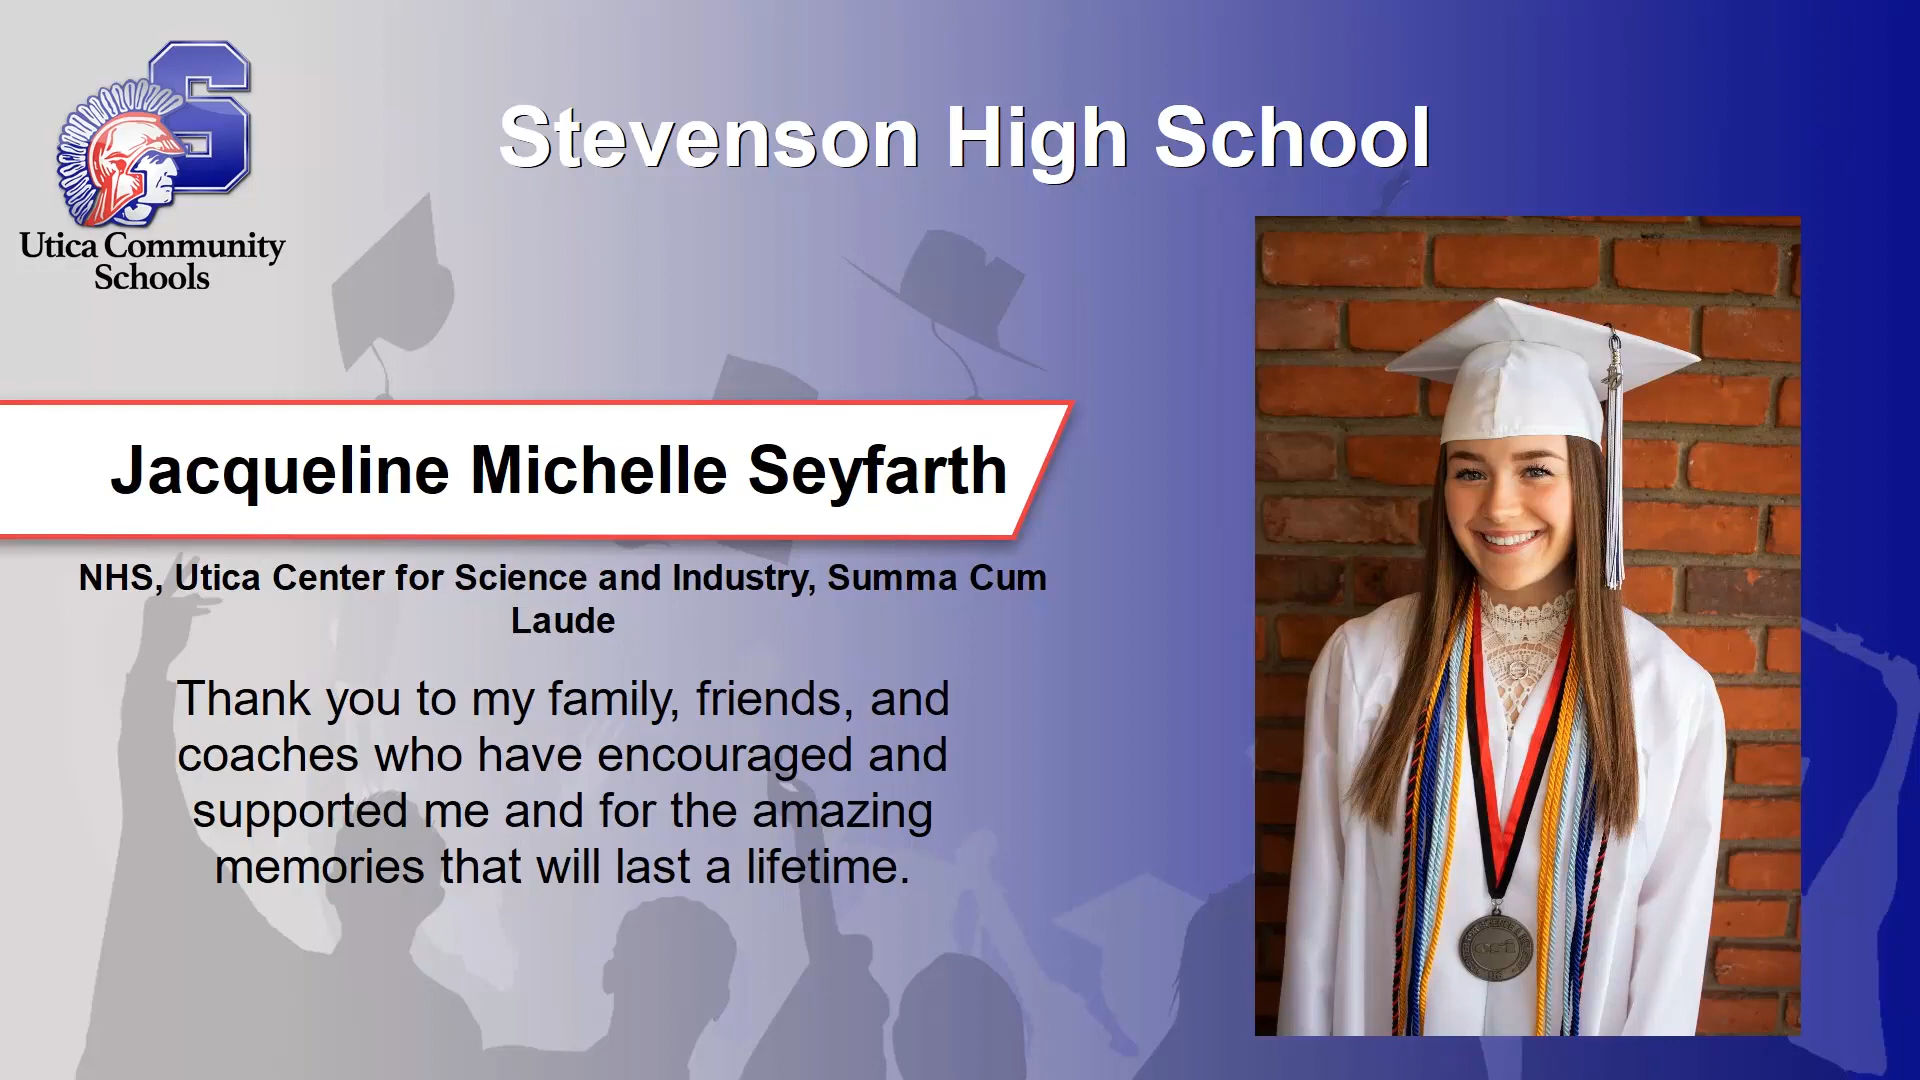 Utica Community
Schools
Stevenson High School
Jacqueline Michelle Seyfarth
NHS, Utica Center for Science and Industry, Summa Cum
Laude
Thank you to my family, friends, and
coaches who have encouraged and
supported me and for the amazing
memories that will last a lifetime.